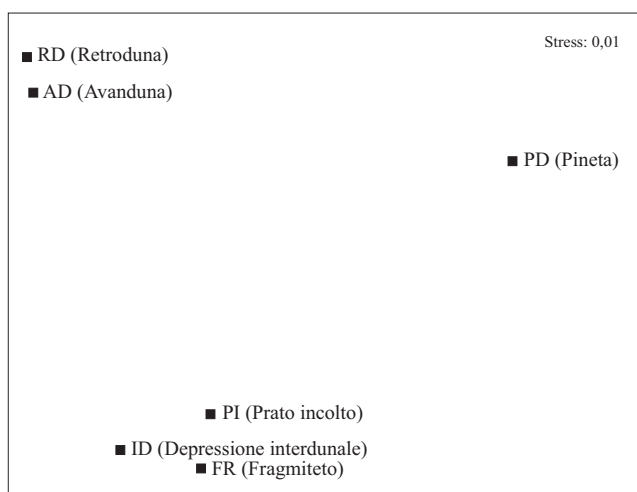 Stress: 0,01
RD (Retroduna)
AD (Avanduna)
PD (Pineta)
PI (Prato incolto)
ID (Depressione interdunale)
FR (Fragmiteto)